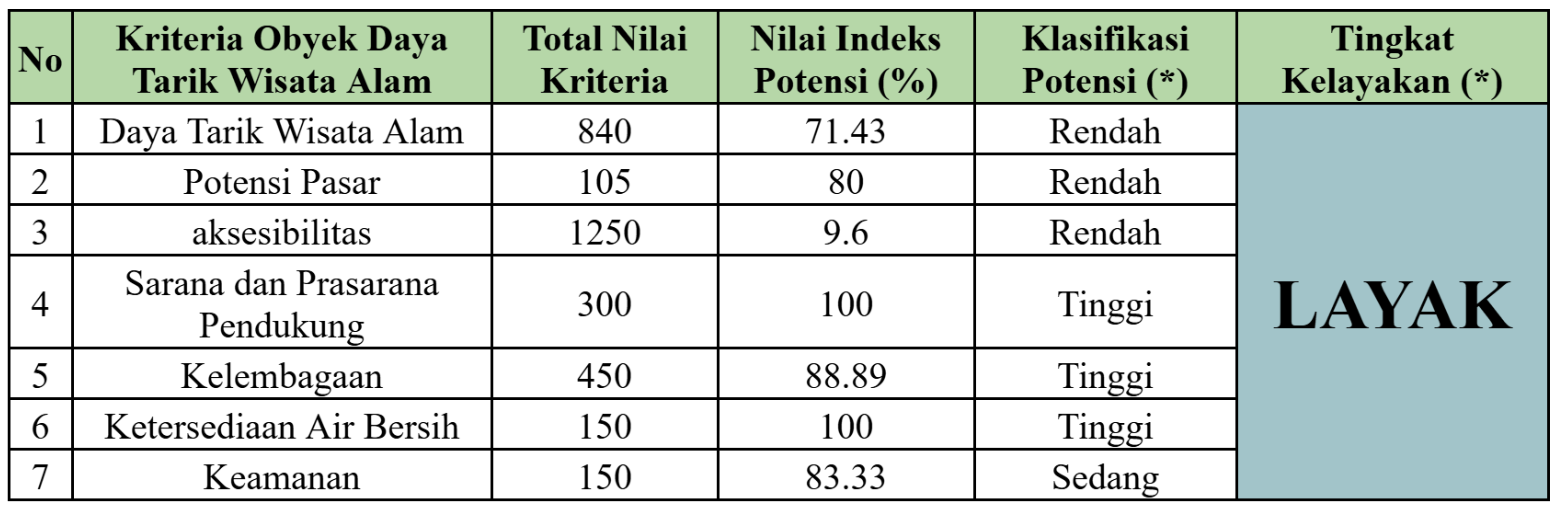 No Kriteria Obyek Daya Tarik Wisata Alam Total Nilai Kriteria Nilai Indeks Potensi (%) Klasifikasi Potensi (*) Tingkat Kelayakan (*)
1 Daya Tarik Wisata Alam 840 71.43 Rendah
2 Potensi Pasar 105 80 Rendah
3 aksesibilitas 1250 9.6 Rendah
4 Sarana dan Prasarana Pendukung 300 100 Tinggi
5 Kelembagaan 450 88.89 Tinggi
6 Ketersediaan Air Bersih 150 100 Tinggi
7 Keamanan 150 83.33 Sedang
LAYAK